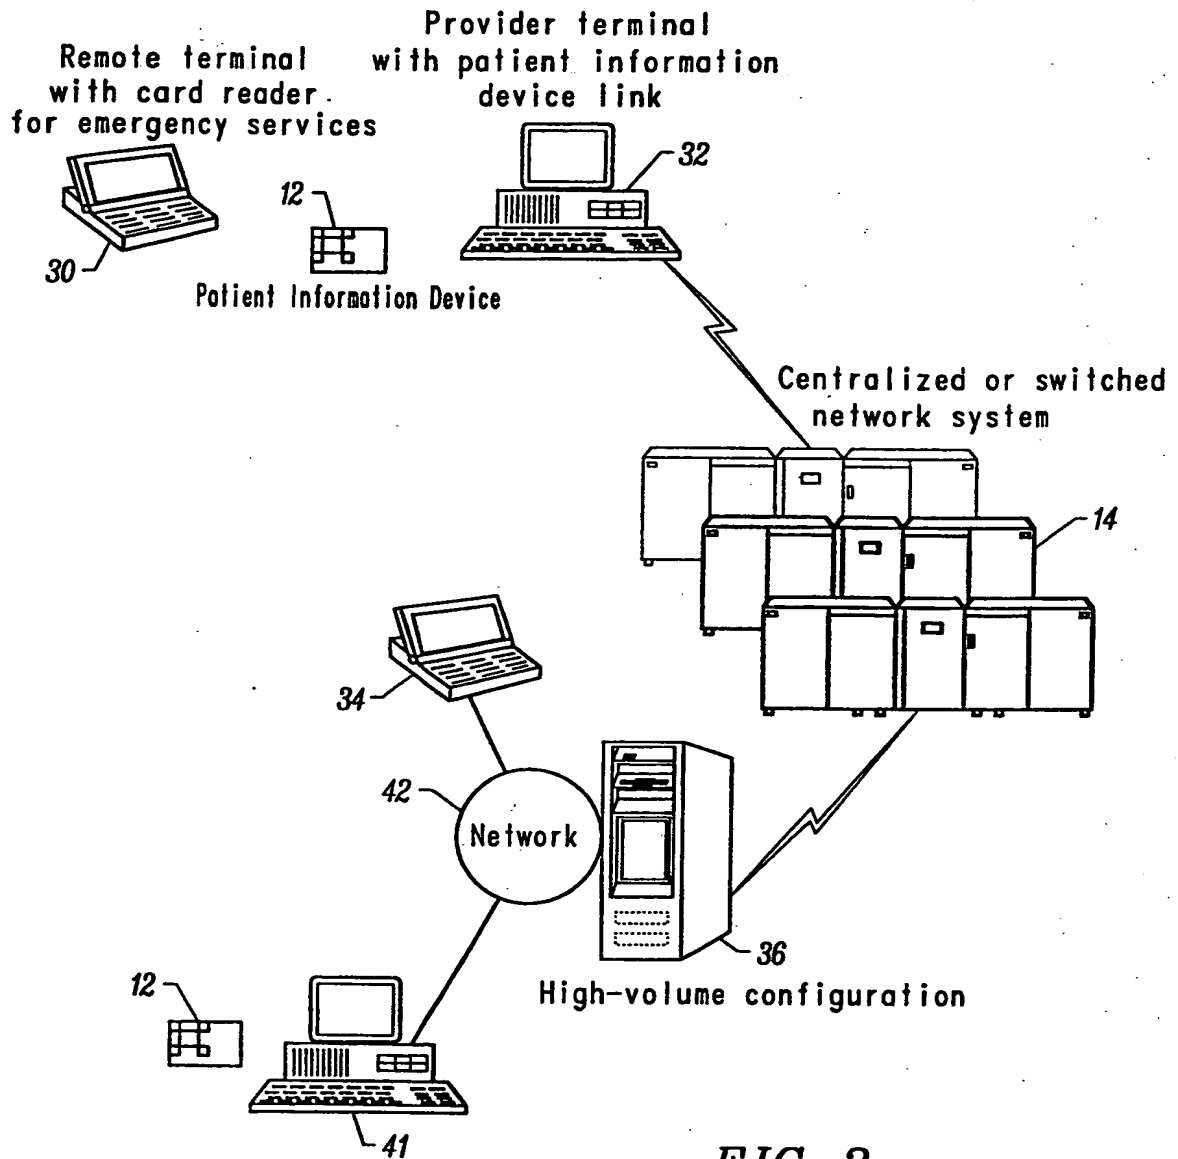 Provider terminal
with patient information
device link
Remote terminal
with card reader
for emergency services
32
12
30
Patient Information Device
Centralized or switched
network system
14
34
42
Network
36
High-volume configuration
12
41